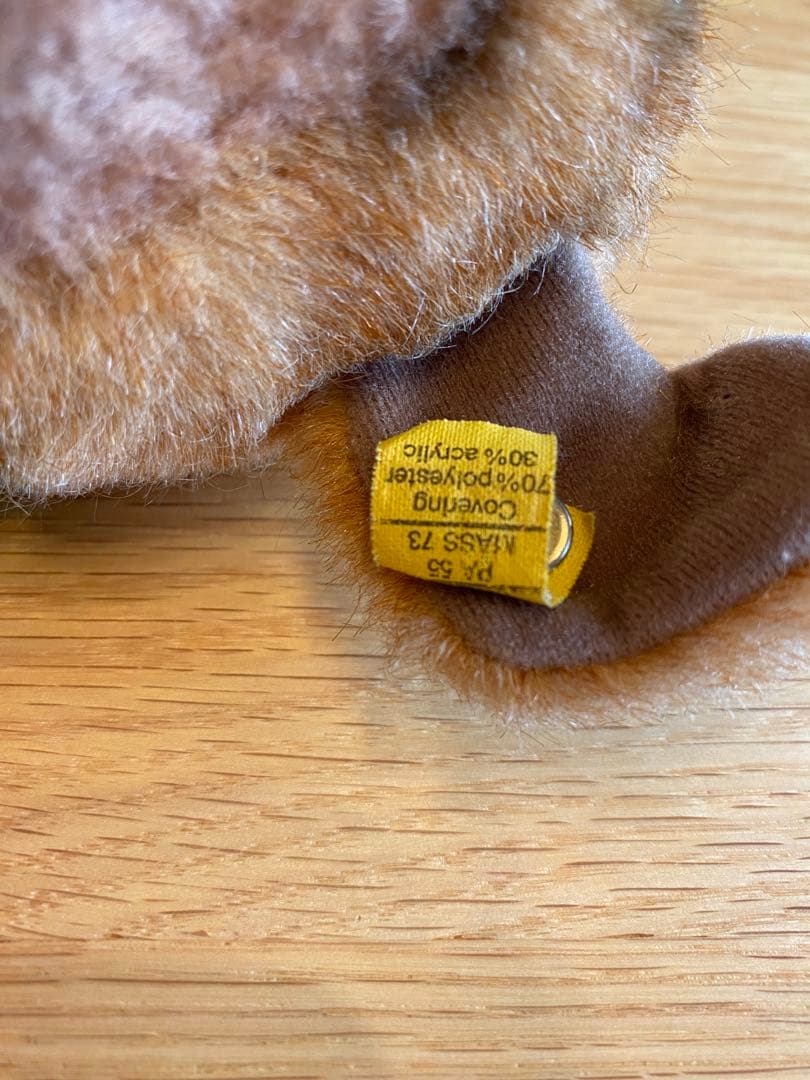 PA 55
MASS 73
Covering
70% polyester
30% acrylic